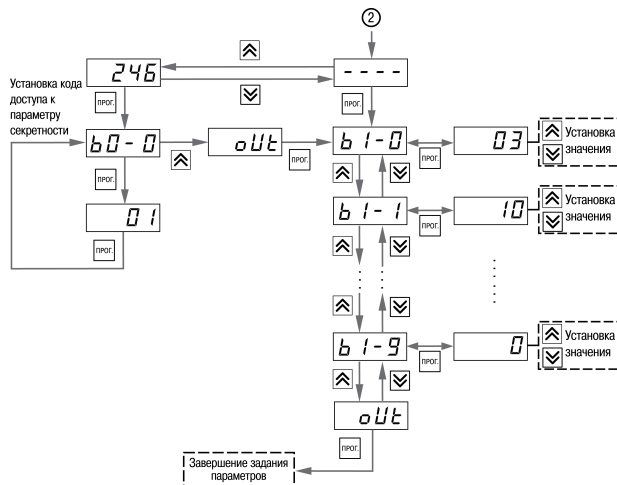 2
246
- - - -
Установка кода
доступа к
параметру
секретности
ПРОГ.
ПРОГ.
b0-0
oUt
ПРОГ.
b1-0
ПРОГ.
03
Установка
значения
ПРОГ.
01
ПРОГ.
b1-1
ПРОГ.
10
Установка
значения
b1-9
ПРОГ.
0
Установка
значения
oUt
ПРОГ.
Завершение задания
параметров